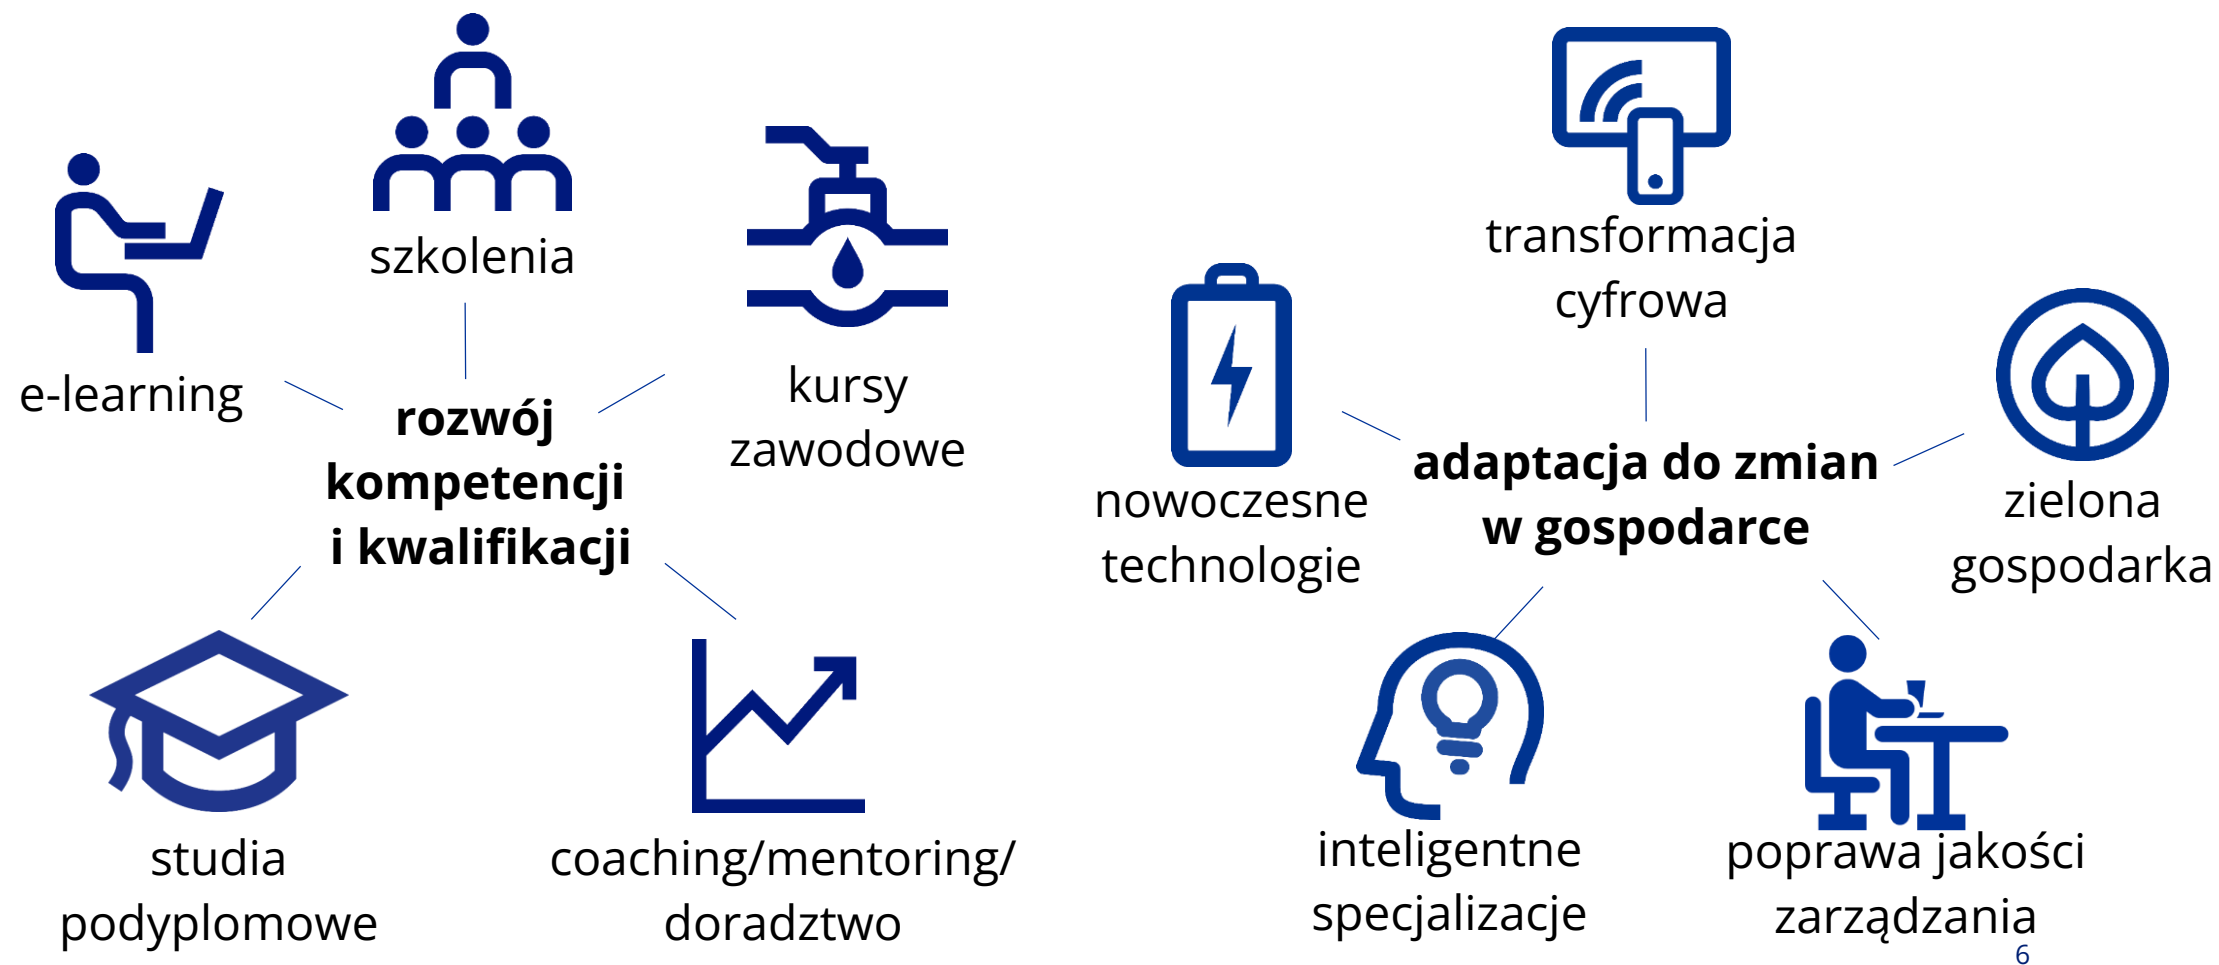 szkolenia
e-learning
kursy
zawodowe
rozwój
kompetencji
i kwalifikacji
studia
podyplomowe
coaching/mentoring/
doradztwo
transformacja
cyfrowa
nowoczesne
technologie
adaptacja do zmian
w gospodarce
zielona
gospodarka
inteligentne
specjalizacje
poprawa jakości
zarządzania
6